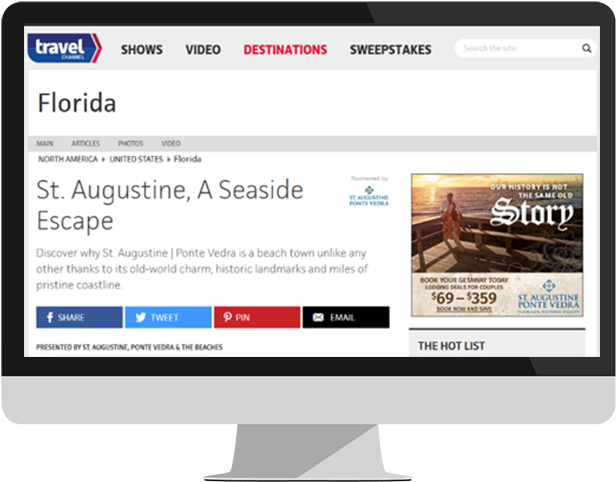 travel
CHANNEL
SHOWS VIDEO DESTINATIONS SWEEPSTAKES Search the site
Florida
MAIN ARTICLES PHOTOS VIDEO
NORTH AMERICA > UNITED STATES > Florida
St. Augustine, A Seaside
Escape
Sponsored by
ST. AUGUSTINE
PONTE VEDRA
Discover why St. Augustine | Ponte Vedra is a beach town unlike any
other thanks to its old-world charm, historic landmarks and miles of
pristine coastline.
SHARE TWEET PIN EMAIL
PRESENTED BY ST. AUGUSTINE, PONTE VEDRA & THE BEACHES
OUR HISTORY IS NOT
THE SAME OLD
Story
BOOK YOUR GETAWAY TODAY
LODGING DEALS FOR COUPLES
$69–$359
BOOK NOW AND SAVE
ST. AUGUSTINE
PONTE VEDRA
THE HOT LIST